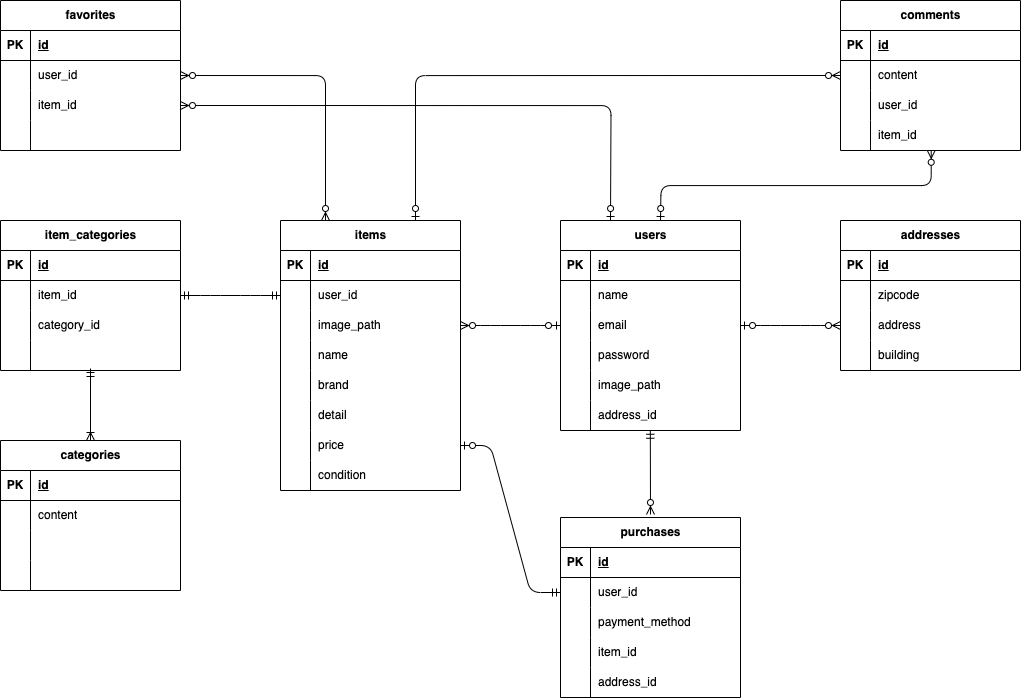 favorites
PK id
user_id
item_id
comments
PK id
content
user_id
item_id
item_categories
PK id
item_id
category_id
items
PK id
user_id
image_path
name
brand
detail
price
condition
users
PK id
name
email
password
image_path
address_id
addresses
PK id
zipcode
address
building
categories
PK id
content
purchases
PK id
user_id
payment_method
item_id
address_id